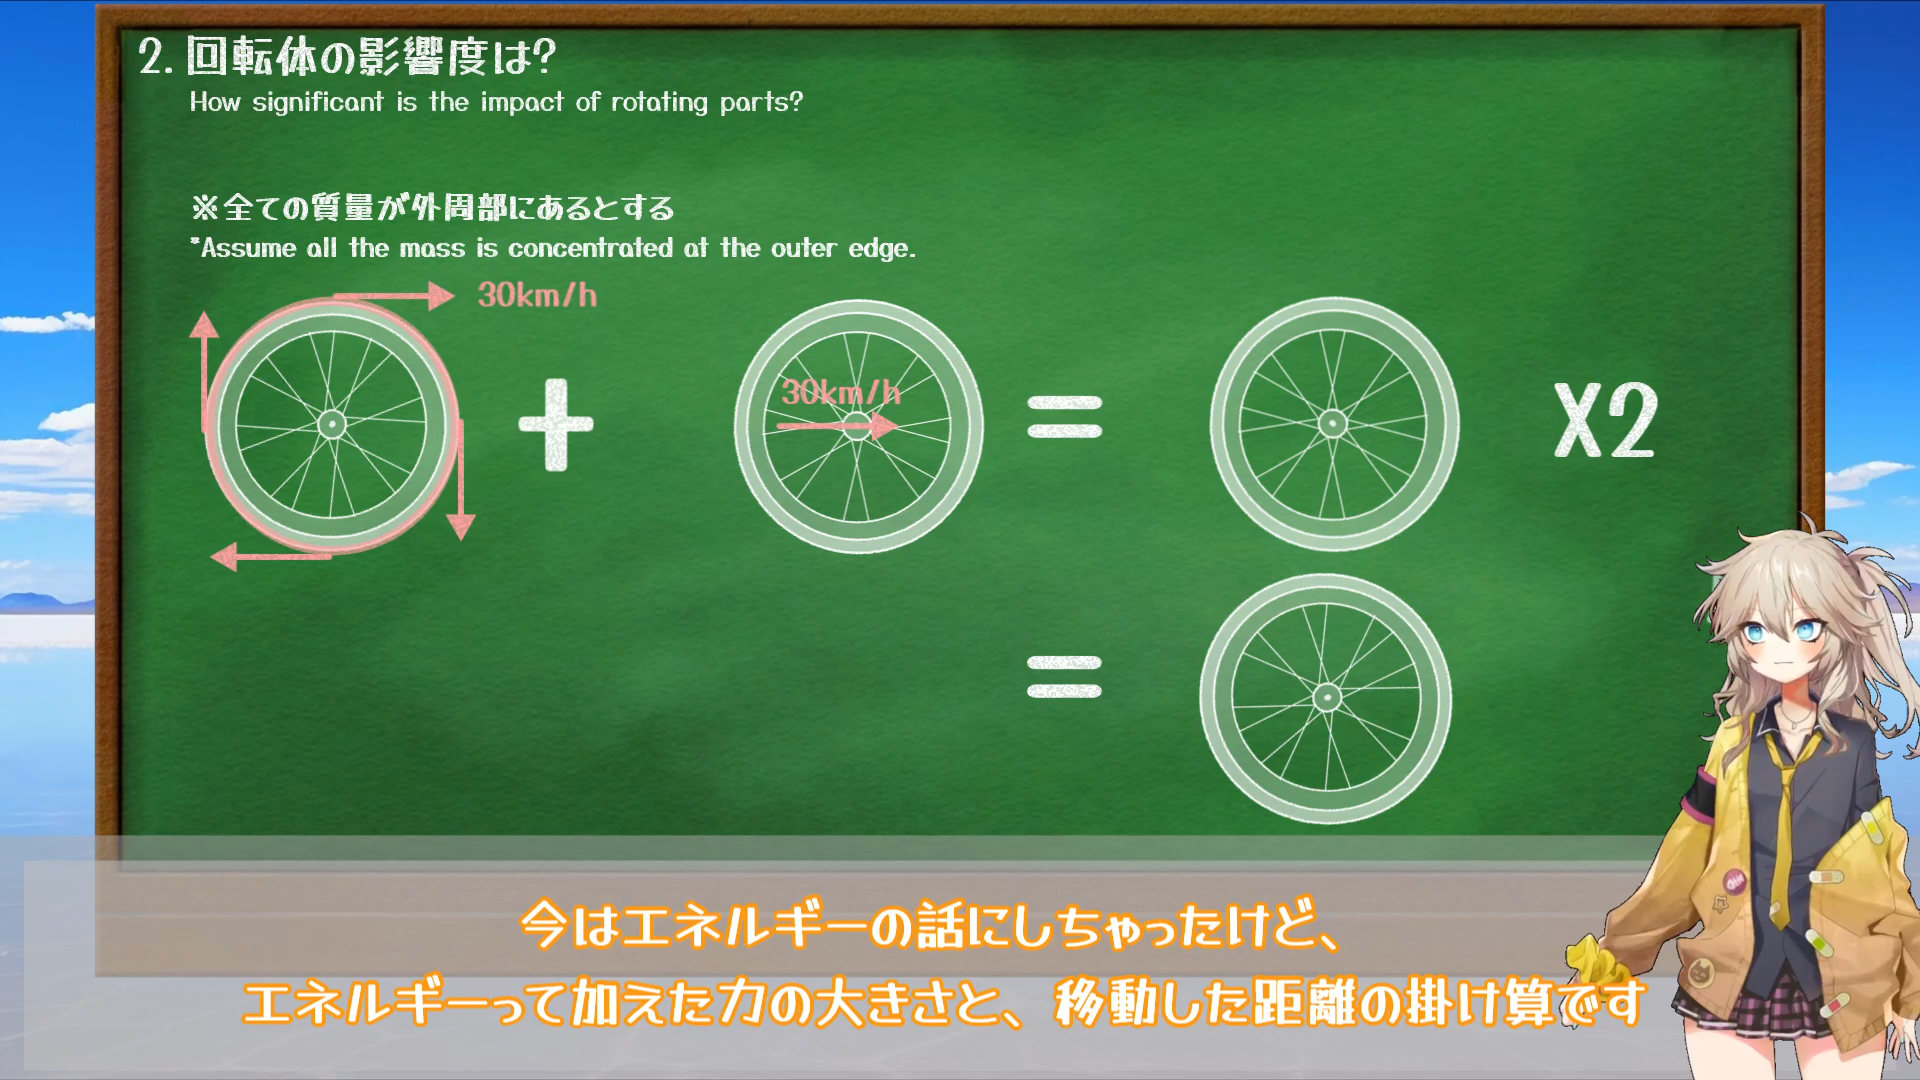 2. 回転体の影響度は?
How significant is the impact of rotating parts?
※全ての質量が外周部にあるとする
*Assume all the mass is concentrated at the outer edge.
30km/h
30km/h
+
=
X2
=
今はエネルギーの話にしちゃったけど、
エネルギーって加えた力の大きさと、移動した距離の掛け算です